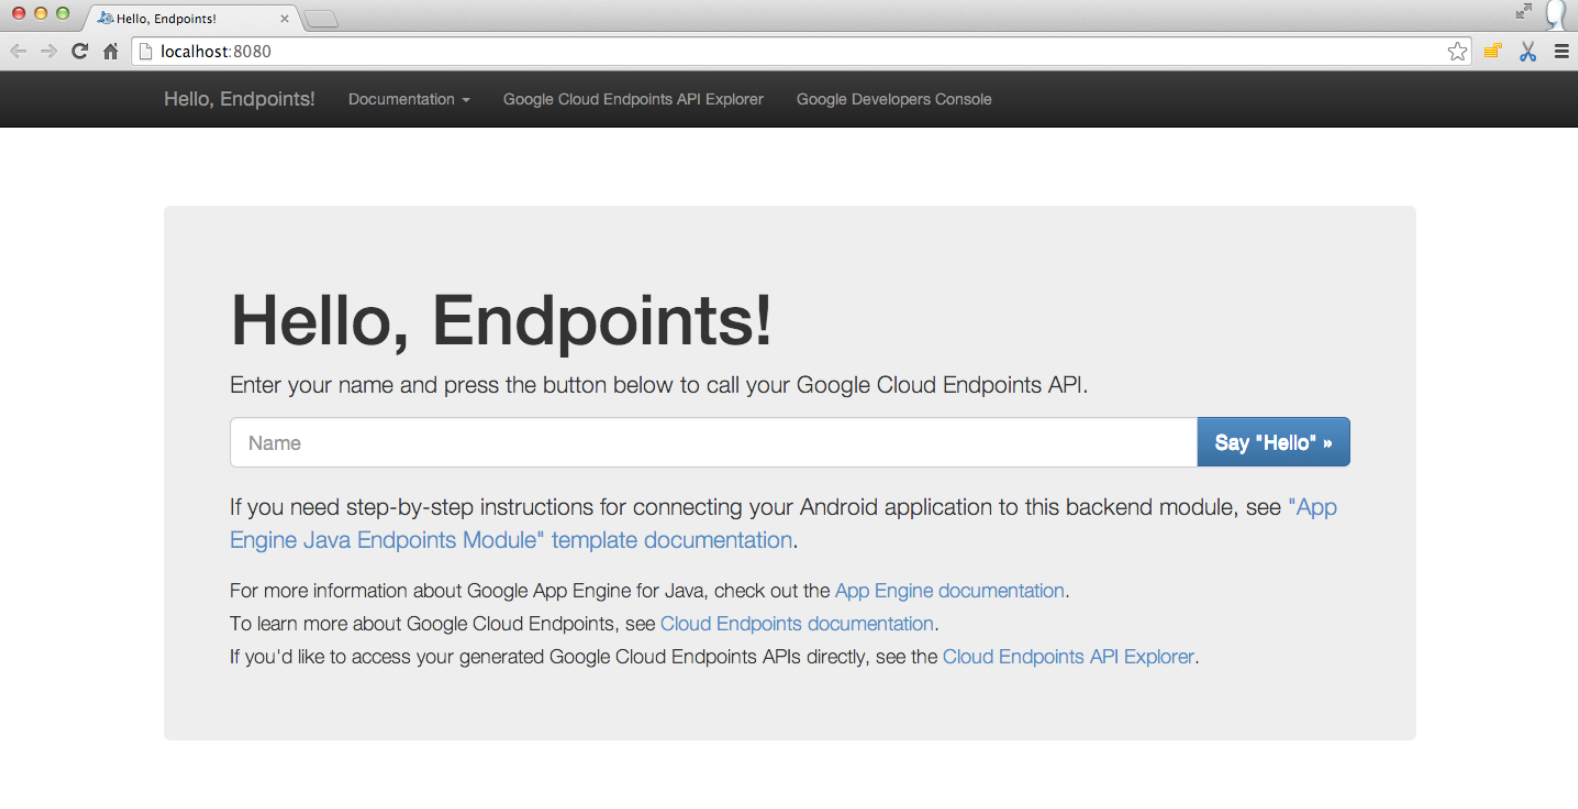 Hello, Endpoints!
localhost:8080
Hello, Endpoints! Documentation Google Cloud Endpoints API Explorer Google Developers Console
Hello, Endpoints!
Enter your name and press the button below to call your Google Cloud Endpoints API.
Name Say "Hello" »
If you need step-by-step instructions for connecting your Android application to this backend module, see "App
Engine Java Endpoints Module" template documentation.
For more information about Google App Engine for Java, check out the App Engine documentation.
To learn more about Google Cloud Endpoints, see Cloud Endpoints documentation.
If you'd like to access your generated Google Cloud Endpoints APIs directly, see the Cloud Endpoints API Explorer.